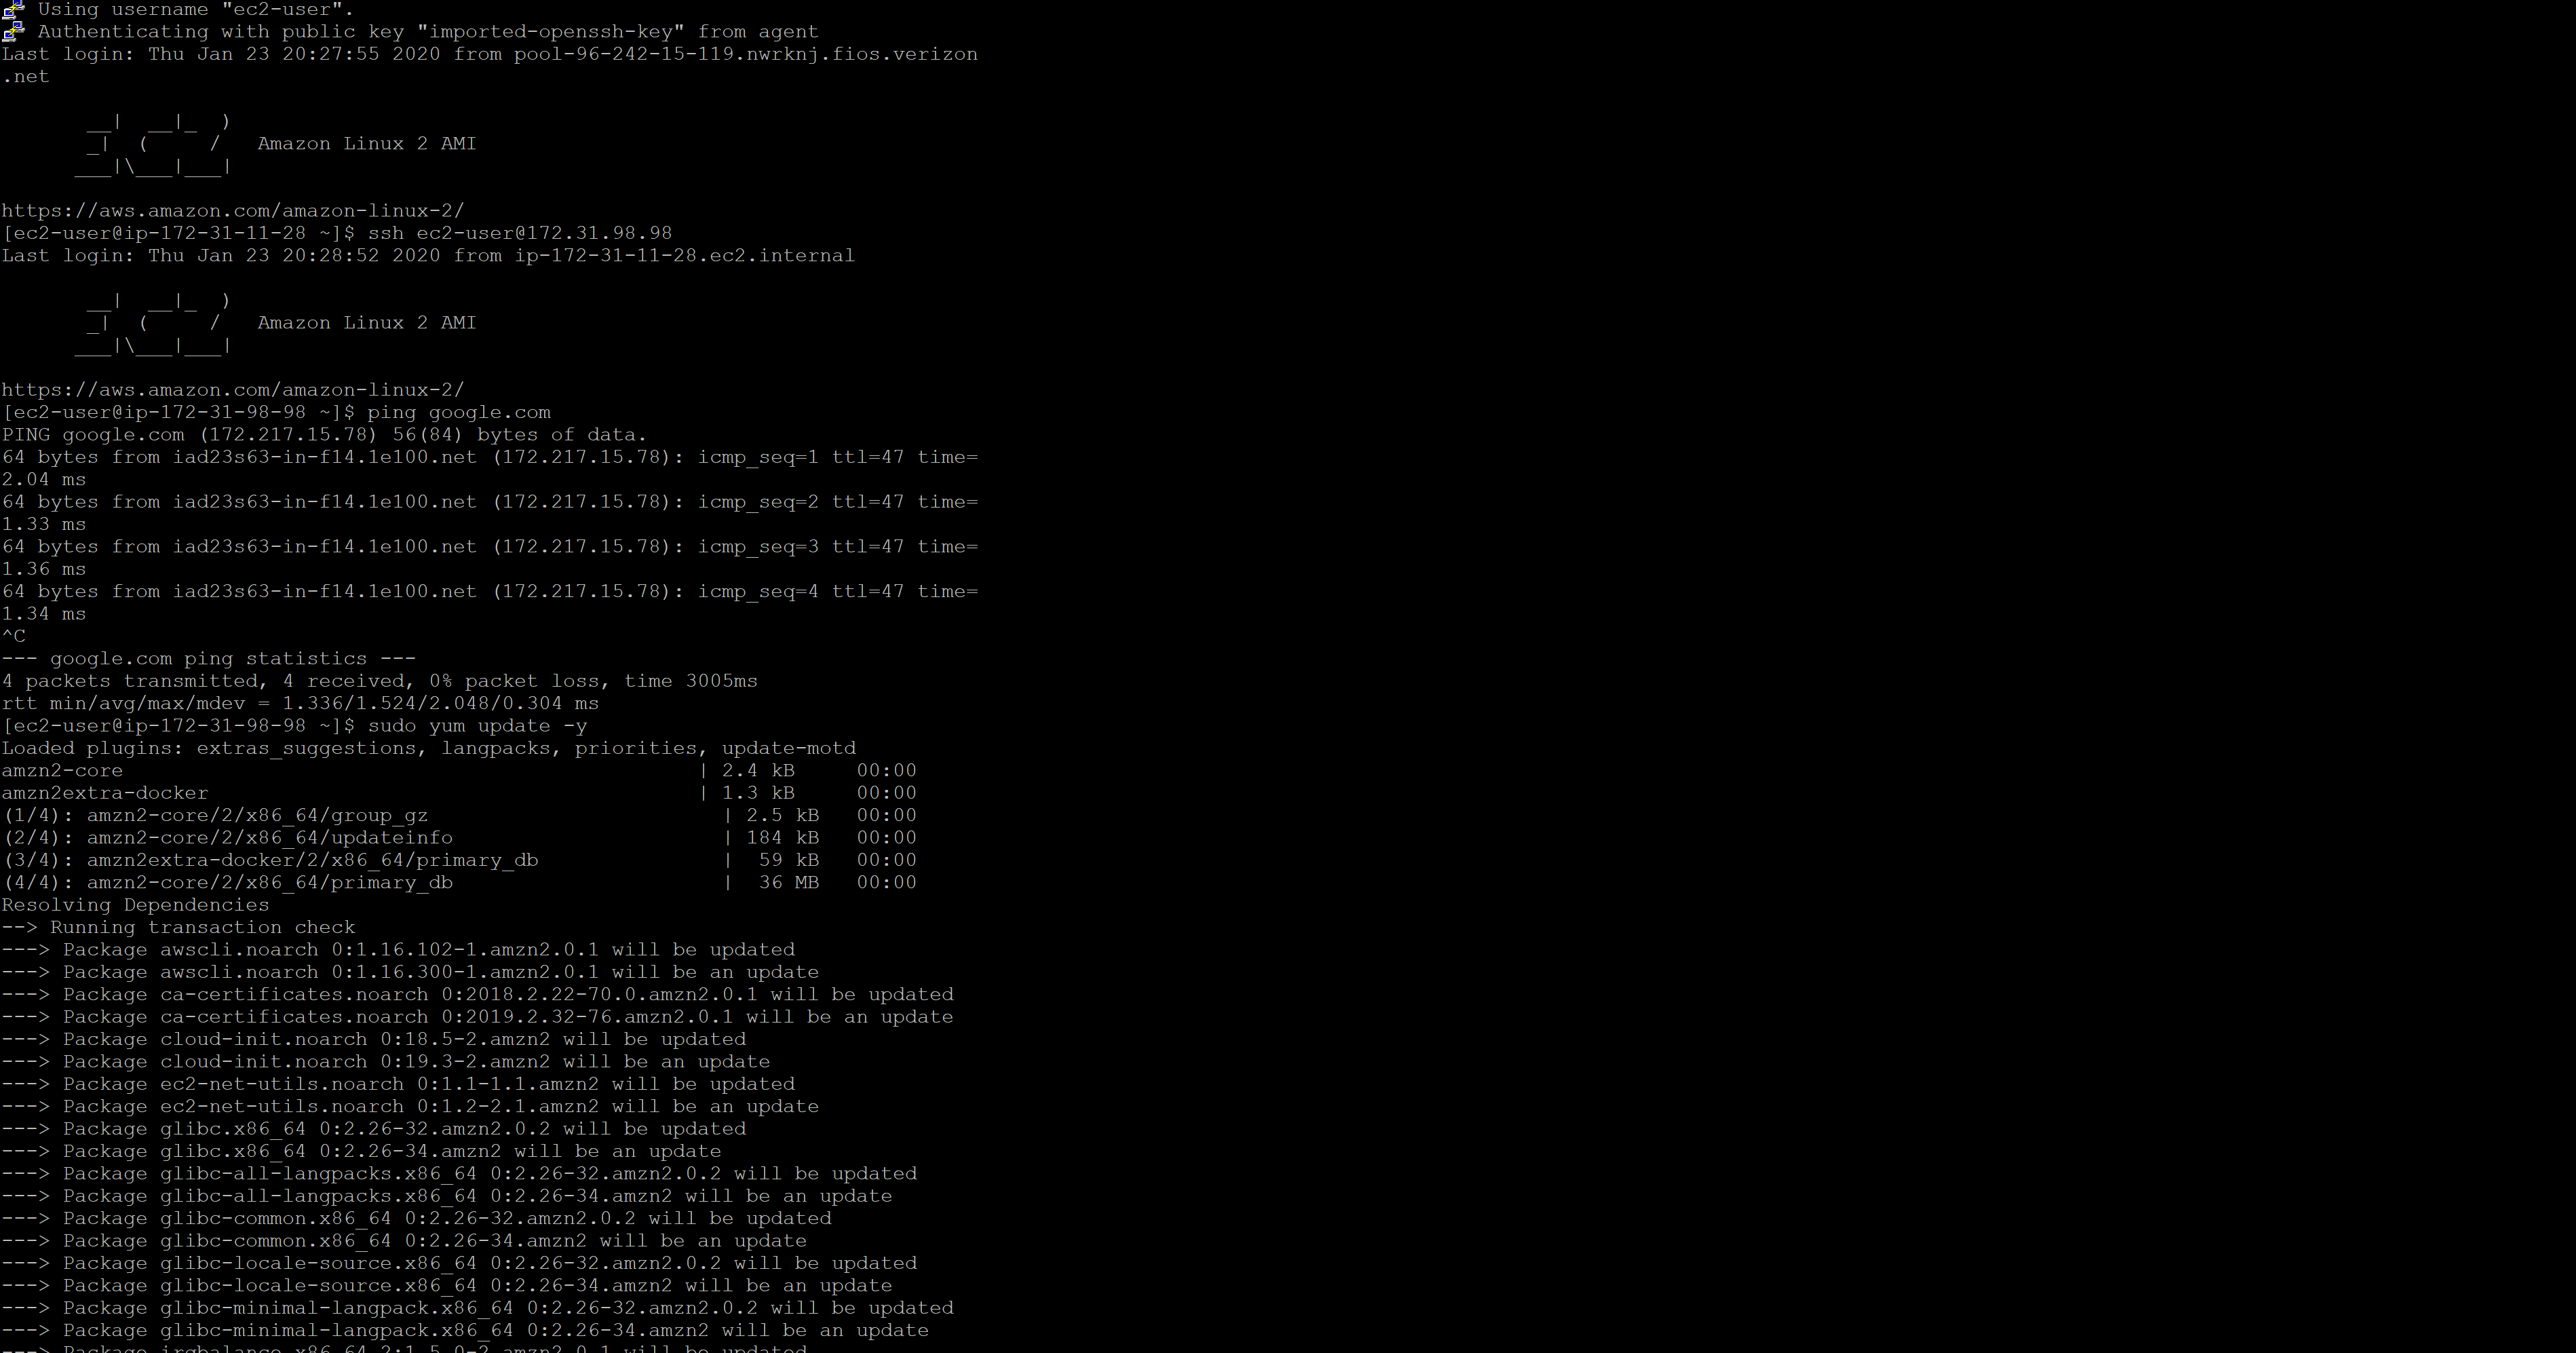 Using username "ec2-user".
Authenticating with public key "imported-openssh-key" from agent
Last login: Thu Jan 23 20:27:55 2020 from pool-96-242-15-119.nwrknj.fios.verizon
.net

       __|  __|_  )
       _|  (     /   Amazon Linux 2 AMI
      ___|\___|___|

https://aws.amazon.com/amazon-linux-2/
[ec2-user@ip-172-31-11-28 ~]$ ssh ec2-user@172.31.98.98
Last login: Thu Jan 23 20:28:52 2020 from ip-172-31-11-28.ec2.internal

       __|  __|_  )
       _|  (     /   Amazon Linux 2 AMI
      ___|\___|___|

https://aws.amazon.com/amazon-linux-2/
[ec2-user@ip-172-31-98-98 ~]$ ping google.com
PING google.com (172.217.15.78) 56(84) bytes of data.
64 bytes from iad23s63-in-f14.1e100.net (172.217.15.78): icmp_seq=1 ttl=47 time=
2.04 ms
64 bytes from iad23s63-in-f14.1e100.net (172.217.15.78): icmp_seq=2 ttl=47 time=
1.33 ms
64 bytes from iad23s63-in-f14.1e100.net (172.217.15.78): icmp_seq=3 ttl=47 time=
1.36 ms
64 bytes from iad23s63-in-f14.1e100.net (172.217.15.78): icmp_seq=4 ttl=47 time=
1.34 ms
^C
--- google.com ping statistics ---
4 packets transmitted, 4 received, 0% packet loss, time 3005ms
rtt min/avg/max/mdev = 1.336/1.524/2.048/0.304 ms
[ec2-user@ip-172-31-98-98 ~]$ sudo yum update -y
Loaded plugins: extras_suggestions, langpacks, priorities, update-motd
amzn2-core                                               | 2.4 kB     00:00
amzn2extra-docker                                        | 1.3 kB     00:00
(1/4): amzn2-core/2/x86_64/group_gz                        | 2.5 kB   00:00
(2/4): amzn2-core/2/x86_64/updateinfo                      | 184 kB   00:00
(3/4): amzn2extra-docker/2/x86_64/primary_db               |  59 kB   00:00
(4/4): amzn2-core/2/x86_64/primary_db                      |  36 MB   00:00
Resolving Dependencies
--> Running transaction check
---> Package awscli.noarch 0:1.16.102-1.amzn2.0.1 will be updated
---> Package awscli.noarch 0:1.16.300-1.amzn2.0.1 will be an update
---> Package ca-certificates.noarch 0:2018.2.22-70.0.amzn2.0.1 will be updated
---> Package ca-certificates.noarch 0:2019.2.32-76.amzn2.0.1 will be an update
---> Package cloud-init.noarch 0:18.5-2.amzn2 will be updated
---> Package cloud-init.noarch 0:19.3-2.amzn2 will be an update
---> Package ec2-net-utils.noarch 0:1.1-1.1.amzn2 will be updated
---> Package ec2-net-utils.noarch 0:1.2-2.1.amzn2 will be an update
---> Package glibc.x86_64 0:2.26-32.amzn2.0.2 will be updated
---> Package glibc.x86_64 0:2.26-34.amzn2 will be an update
---> Package glibc-all-langpacks.x86_64 0:2.26-32.amzn2.0.2 will be updated
---> Package glibc-all-langpacks.x86_64 0:2.26-34.amzn2 will be an update
---> Package glibc-common.x86_64 0:2.26-32.amzn2.0.2 will be updated
---> Package glibc-common.x86_64 0:2.26-34.amzn2 will be an update
---> Package glibc-locale-source.x86_64 0:2.26-32.amzn2.0.2 will be updated
---> Package glibc-locale-source.x86_64 0:2.26-34.amzn2 will be an update
---> Package glibc-minimal-langpack.x86_64 0:2.26-32.amzn2.0.2 will be updated
---> Package glibc-minimal-langpack.x86_64 0:2.26-34.amzn2 will be an update
---> Package irqbalance.x86_64 2:1.5.0-2.amzn2.0.1 will be updated